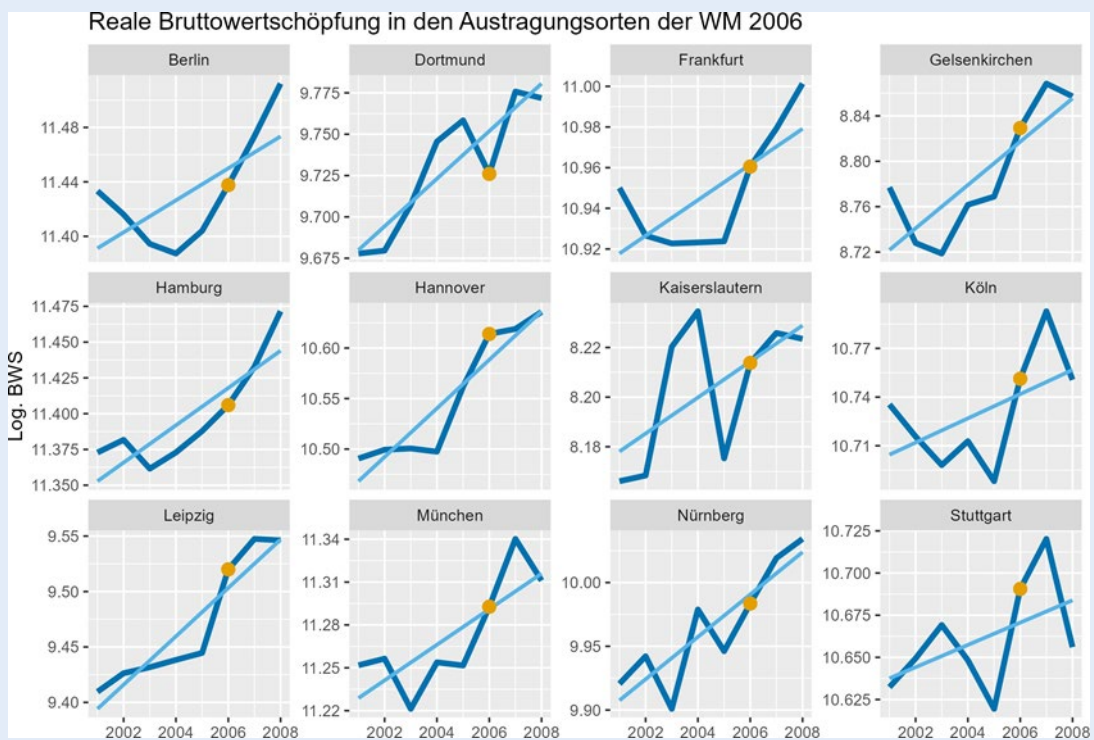 Reale Bruttowertschöpfung in den Austragungsorten der WM 2006
Berlin
Dortmund
Frankfurt
Gelsenkirchen
11.48
11.44
11.40
9.775
9.750
9.725
9.700
9.675
11.00
10.98
10.96
10.94
10.92
8.84
8.80
8.76
8.72
Log. BWS
Hamburg
Hannover
Kaiserslautern
Köln
11.475
11.450
11.425
11.400
11.375
11.350
10.60
10.55
10.50
8.22
8.20
8.18
10.77
10.74
10.71
Leipzig
München
Nürnberg
Stuttgart
9.55
9.50
9.45
9.40
11.34
11.31
11.28
11.25
11.22
10.00
9.95
9.90
10.725
10.700
10.675
10.650
10.625
2002 2004 2006 2008
2002 2004 2006 2008
2002 2004 2006 2008
2002 2004 2006 2008